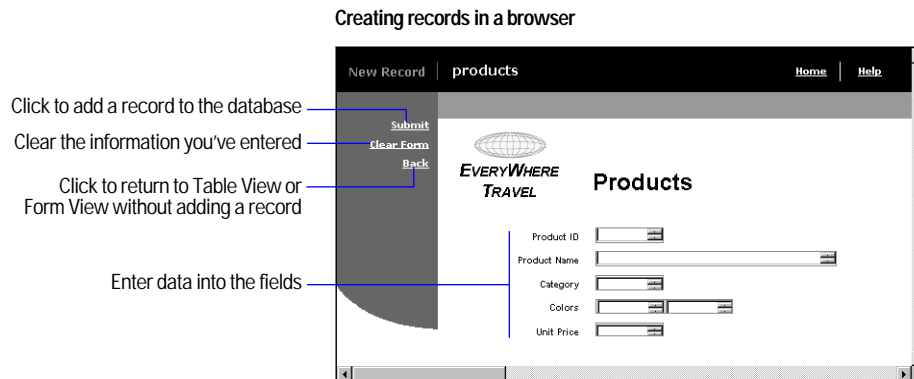 Creating records in a browser
New Record products Home Help
Click to add a record to the database
Submit
Clear the information you've entered
Clear Form
Back
Click to return to Table View or
Form View without adding a record
EVERYWHERE
TRAVEL
Products
Product ID
Product Name
Enter data into the fields
Category
Colors
Unit Price